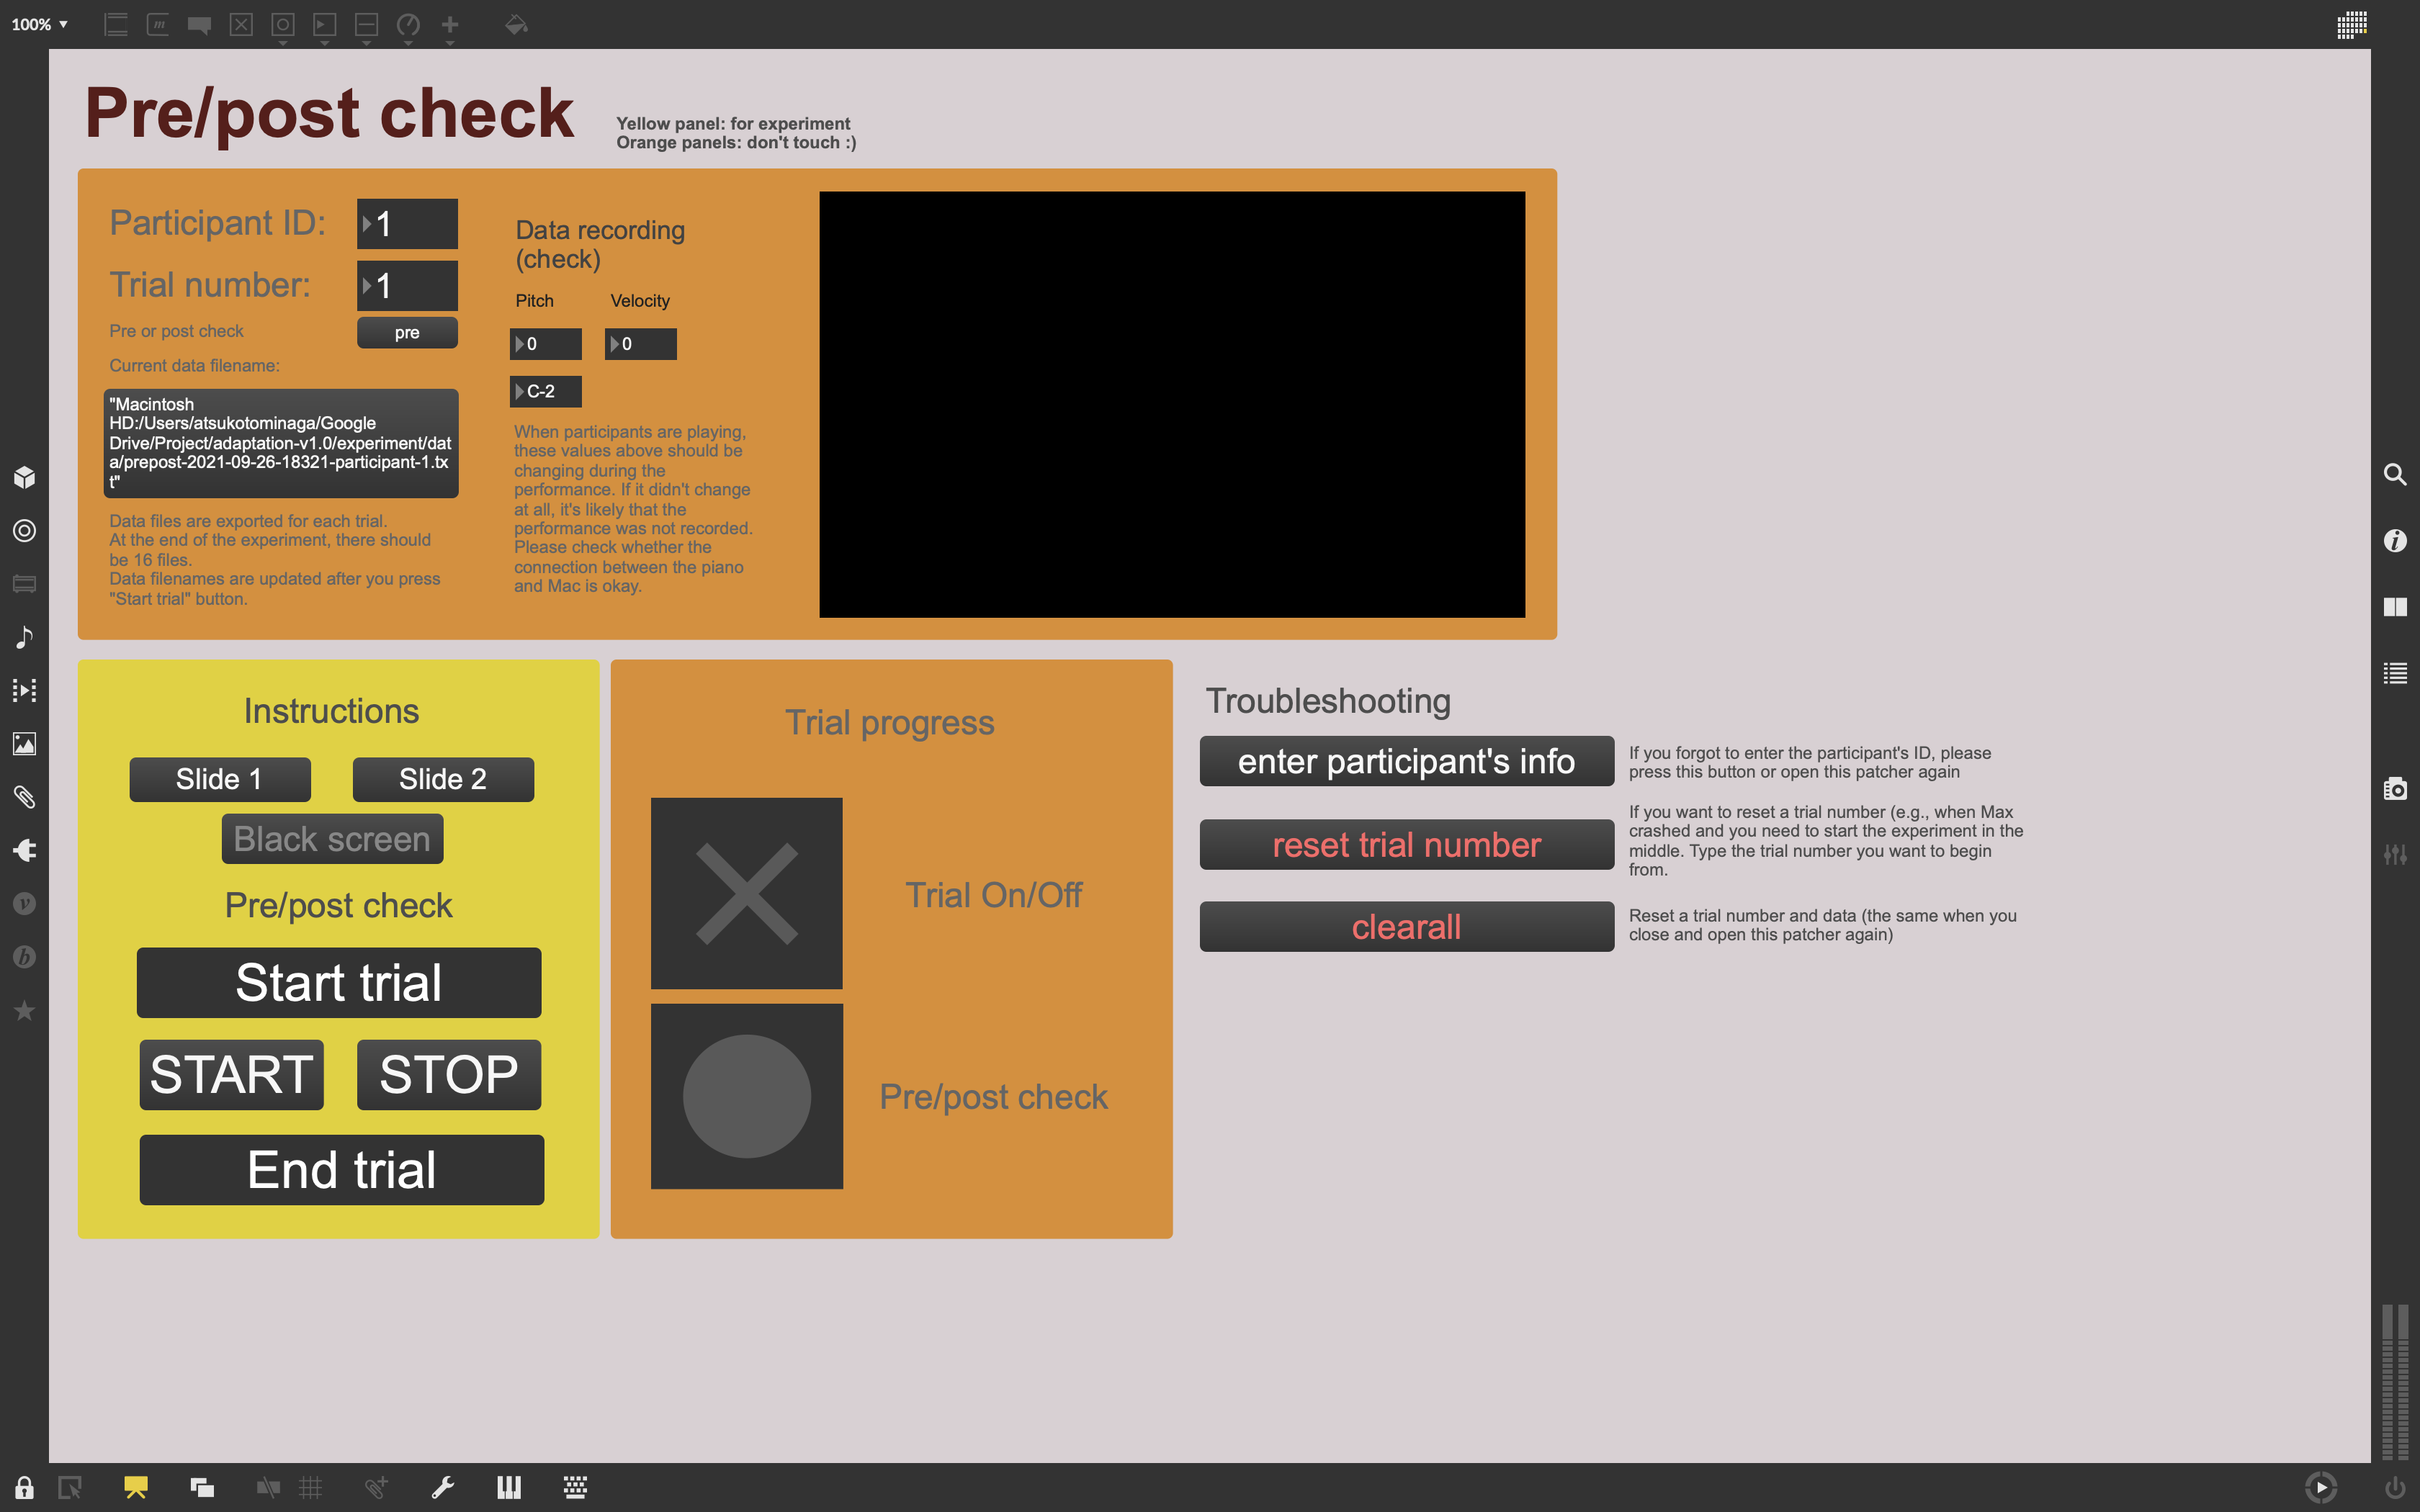 100%
Pre/post check
Yellow panel: for experiment
Orange panels: don't touch :)
Participant ID:
1
Trial number:
1
Pre or post check
pre
Current data filename:
"Macintosh
HD:/Users/atsukotominaga/Google
Drive/Project/adaptation-v1.0/experiment/dat
a/prepost-2021-09-26-18321-participant-1.tx
t"
Data files are exported for each trial.
At the end of the experiment, there should
be 16 files.
Data filenames are updated after you press
"Start trial" button.
Data recording
(check)
Pitch
Velocity
0
0
C-2
When participants are playing,
these values above should be
changing during the
performance. If it didn't change
at all, it's likely that the
performance was not recorded.
Please check whether the
connection between the piano
and Mac is okay.
Instructions
Slide 1
Slide 2
Black screen
Pre/post check
Start trial
START
STOP
End trial
Trial progress
Trial On/Off
Pre/post check
Troubleshooting
enter participant's info
If you forgot to enter the participant's ID, please
press this button or open this patcher again
reset trial number
If you want to reset a trial number (e.g., when Max
crashed and you need to start the experiment in the
middle. Type the trial number you want to begin
from.
clearall
Reset a trial number and data (the same when you
close and open this patcher again)